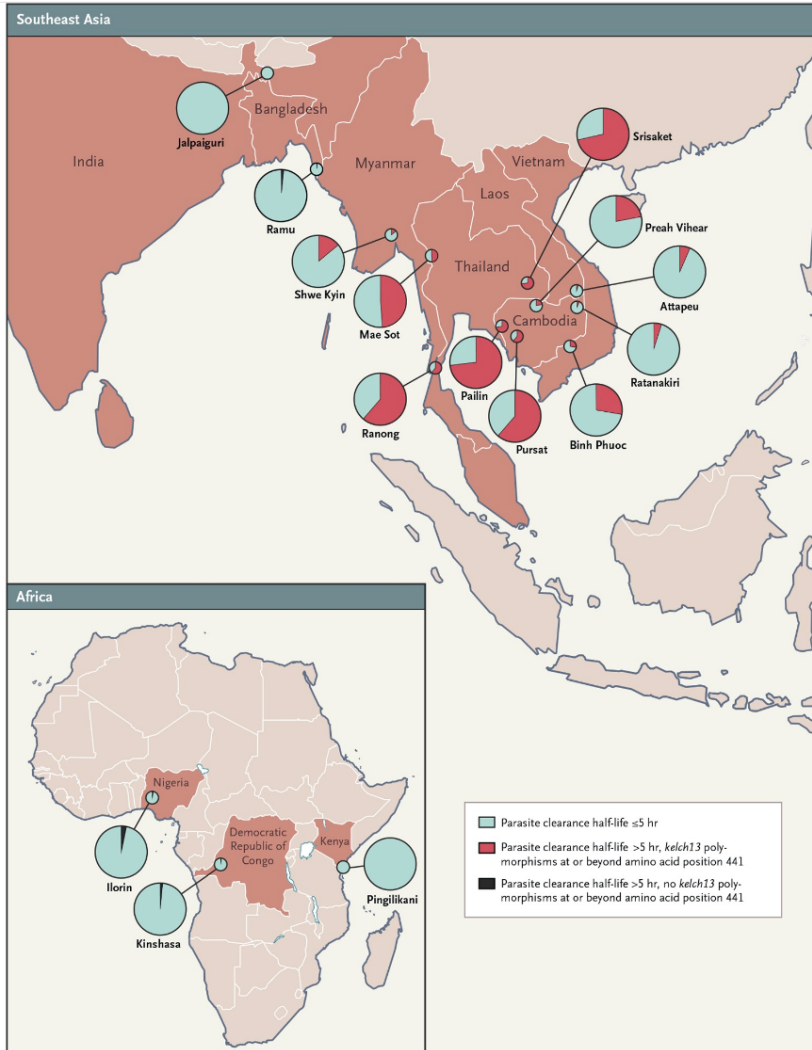 Southeast Asia
Srisaket
Jalpaiguri
Bangladesh
India
Myanmar
Vietnam
Laos
Ramu
Preah Vihear
Thailand
Shwe Kyin
Attapeu
Mae Sot
Cambodia
Ratanakiri
Pailin
Ranong
Pursat
Binh Phuoc
Africa
Nigeria
Democratic
Republic of
Congo
Kenya
Ilorin
Pingilikani
Kinshasa
Parasite clearance half-life ≤5 hr
Parasite clearance half-life >5 hr, kelch13 poly-
morphisms at or beyond amino acid position 441
Parasite clearance half-life >5 hr, no kelch13 poly-
morphisms at or beyond amino acid position 441